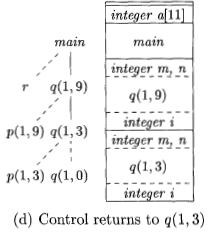 integer a[11]
main main
integer m, n
r q(1,9) q(1,9)
integer i
p(1,9) q(1,3) integer m, n
q(1,3)
p(1,3) q(1,0)
integer i
(d) Control returns to q(1,3)